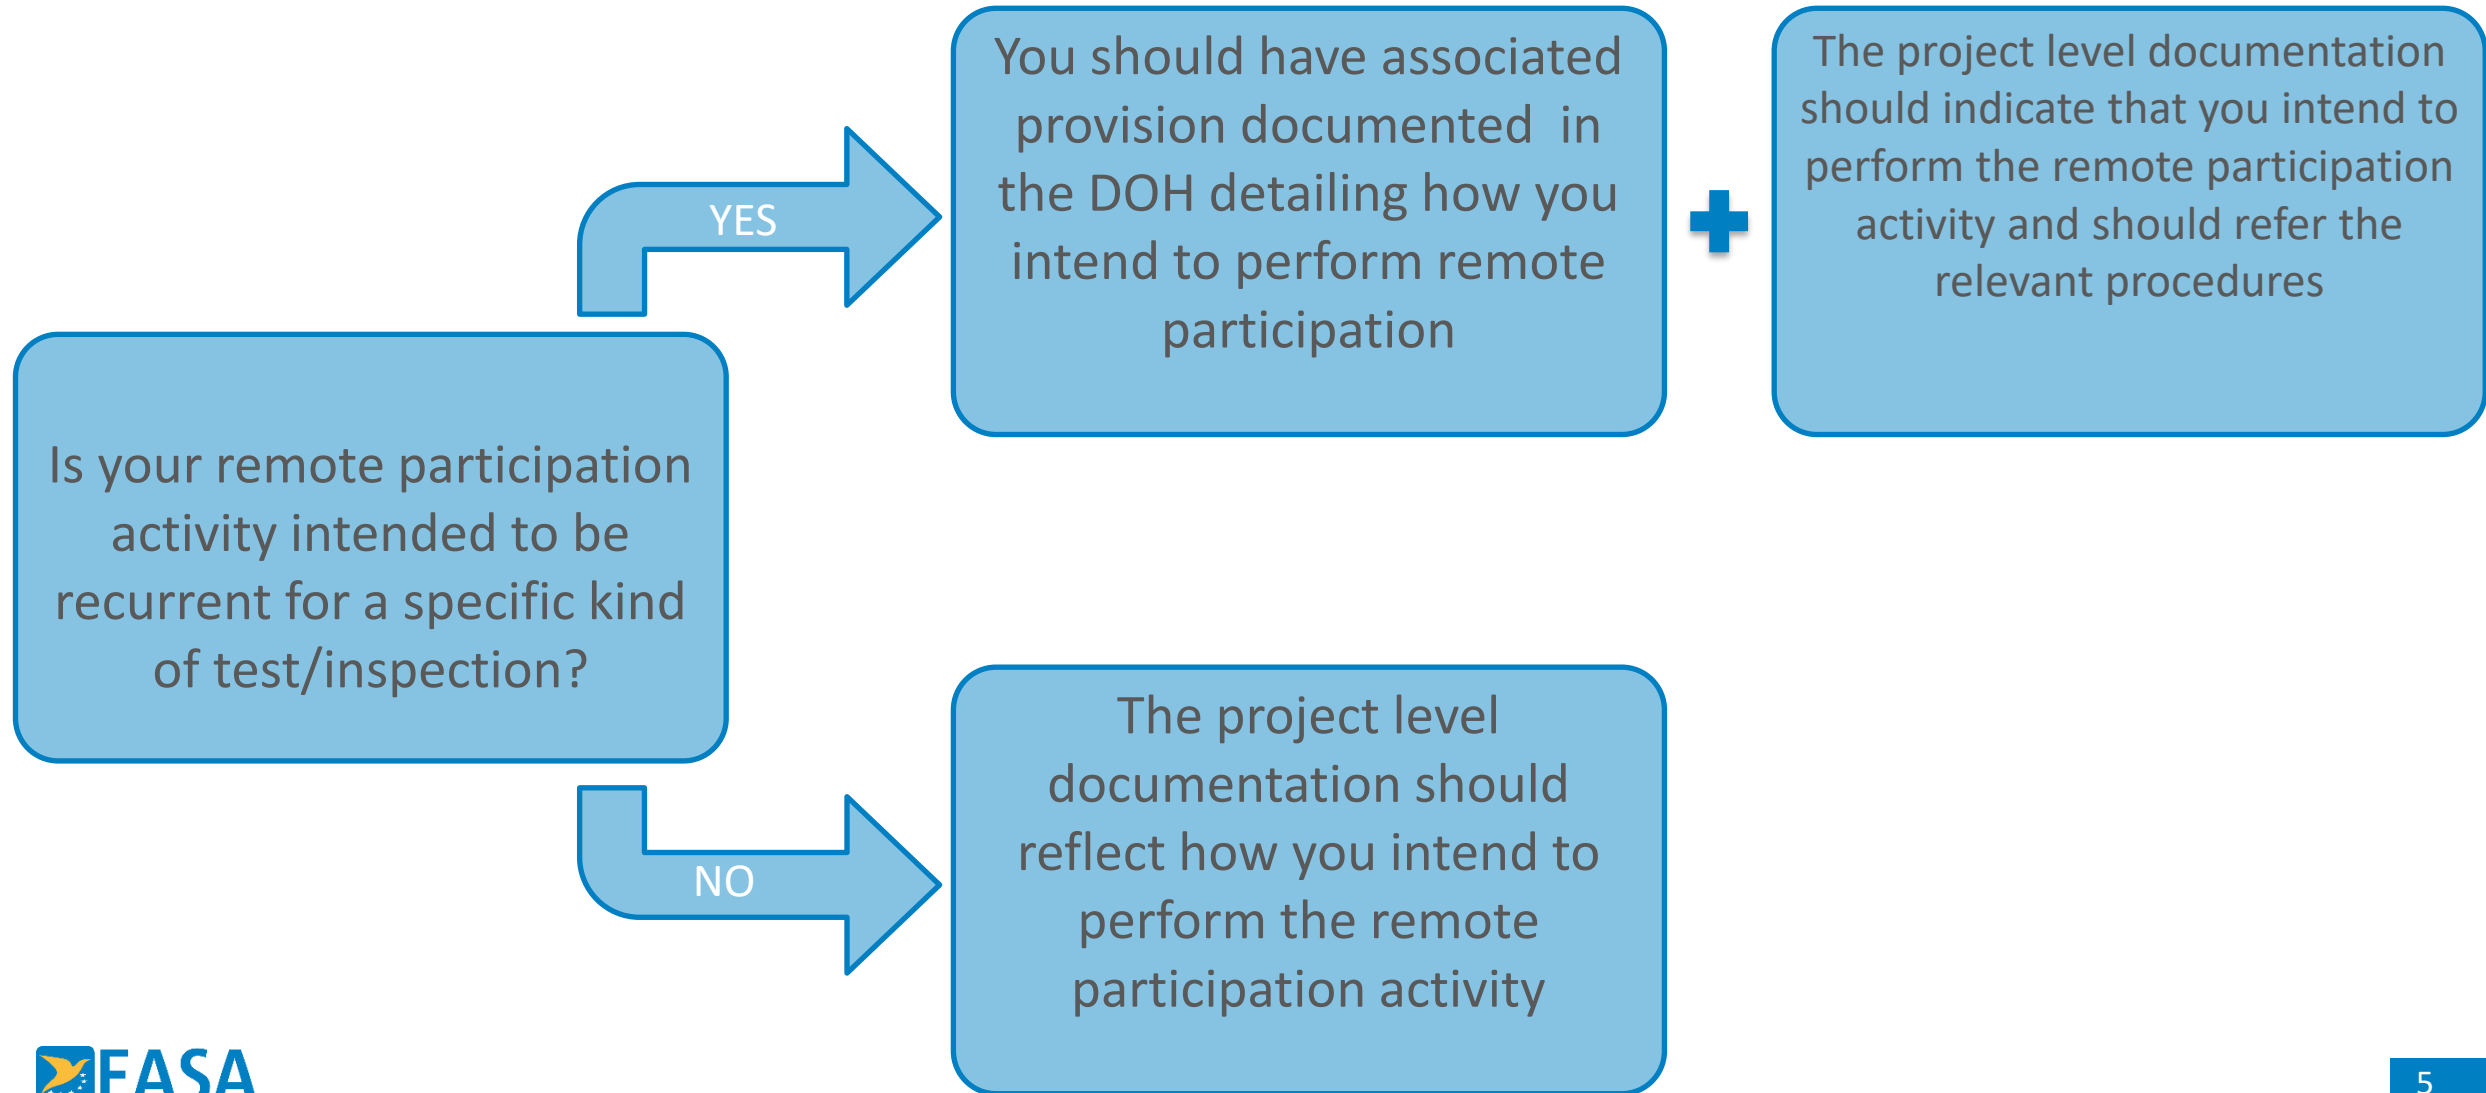 Is your remote participation
activity intended to be
recurrent for a specific kind
of test/inspection?
YES
You should have associated
provision documented in
the DOH detailing how you
intend to perform remote
participation
The project level documentation
should indicate that you intend to
perform the remote participation
activity and should refer the
relevant procedures
NO
The project level
documentation should
reflect how you intend to
perform the remote
participation activity
EASA
5